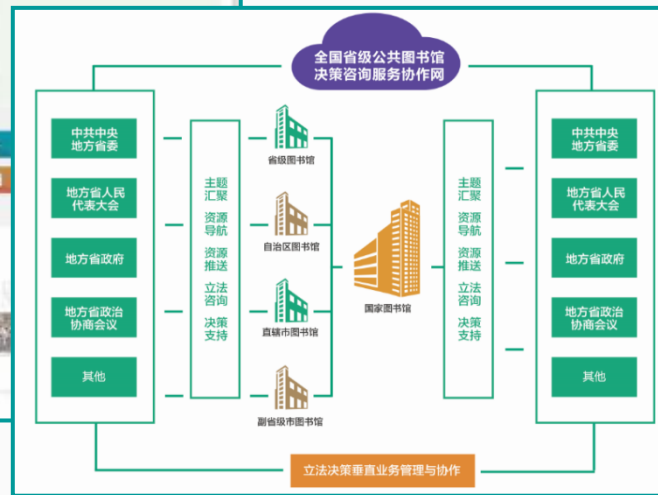 全国省级公共图书馆
决策咨询服务协作网
中共中央
地方省委
地方省人民
代表大会
地方省政府
地方省政治
协商会议
其他
主题
汇聚
资源
导航
资源
推送
立法
咨询
决策
支持
省级图书馆
自治区图书馆
直辖市图书馆
副省级市图书馆
国家图书馆
主题
汇聚
资源
导航
资源
推送
立法
咨询
决策
支持
中共中央
地方省委
地方省人民
代表大会
地方省政府
地方省政治
协商会议
其他
立法决策垂直业务管理与协作